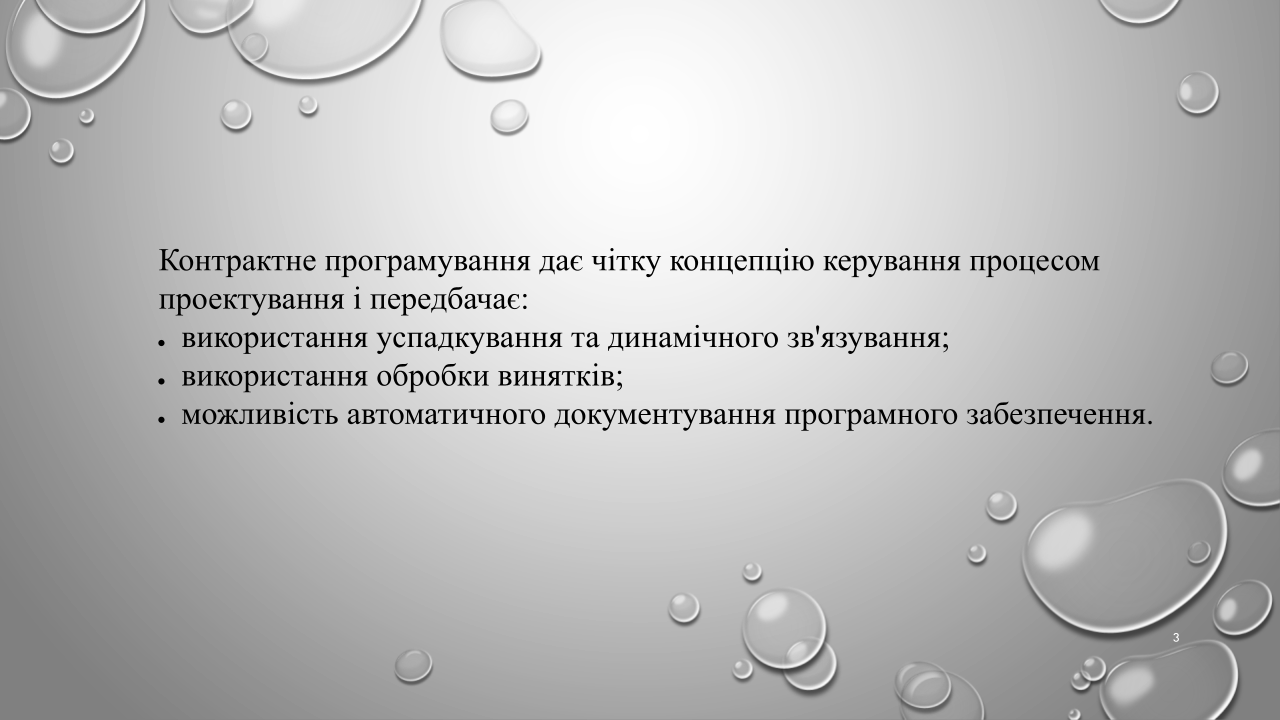 Контрактне програмування дає чітку концепцію керування процесом
проектування і передбачає:
• використання успадкування та динамічного зв'язування;
• використання обробки винятків;
• можливість автоматичного документування програмного забезпечення.
3